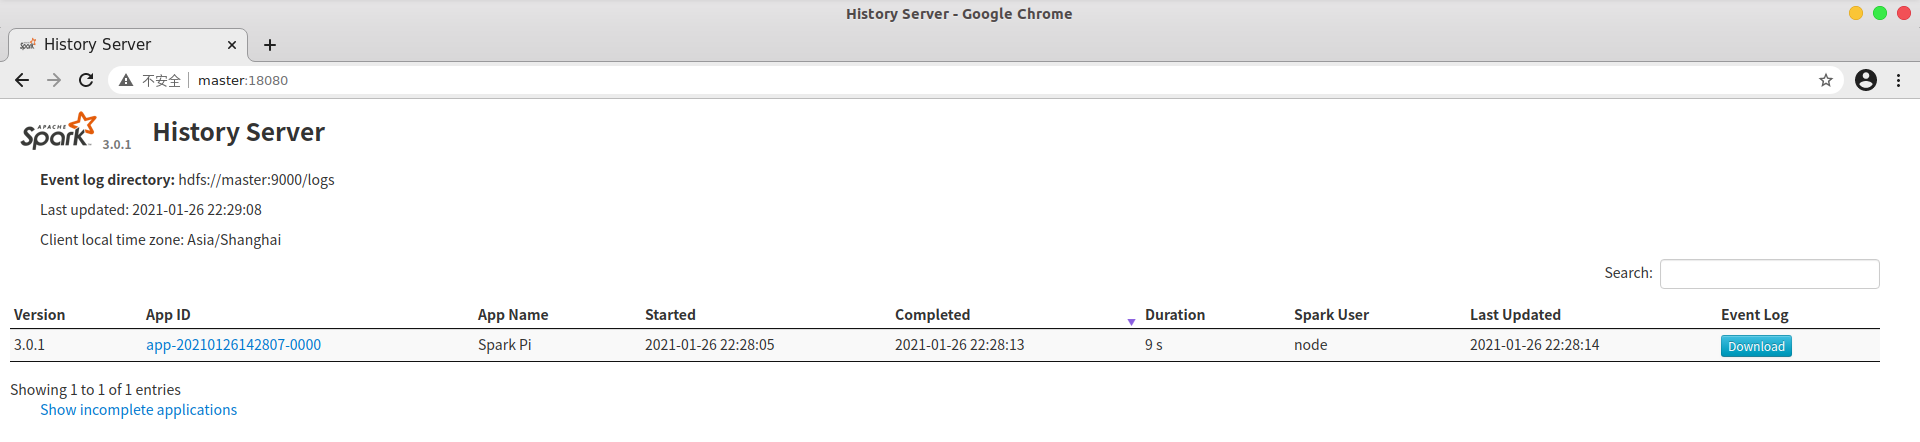 History Server - Google Chrome
Spark History Server
不安全 master:18080
APACHE Spark 3.0.1 History Server
Event log directory: hdfs://master:9000/logs
Last updated: 2021-01-26 22:29:08
Client local time zone: Asia/Shanghai
Search:
Version App ID App Name Started Completed Duration Spark User Last Updated Event Log
3.0.1 app-20210126142807-0000 Spark Pi 2021-01-26 22:28:05 2021-01-26 22:28:13 9 s node 2021-01-26 22:28:14 Download
Showing 1 to 1 of 1 entries
Show incomplete applications